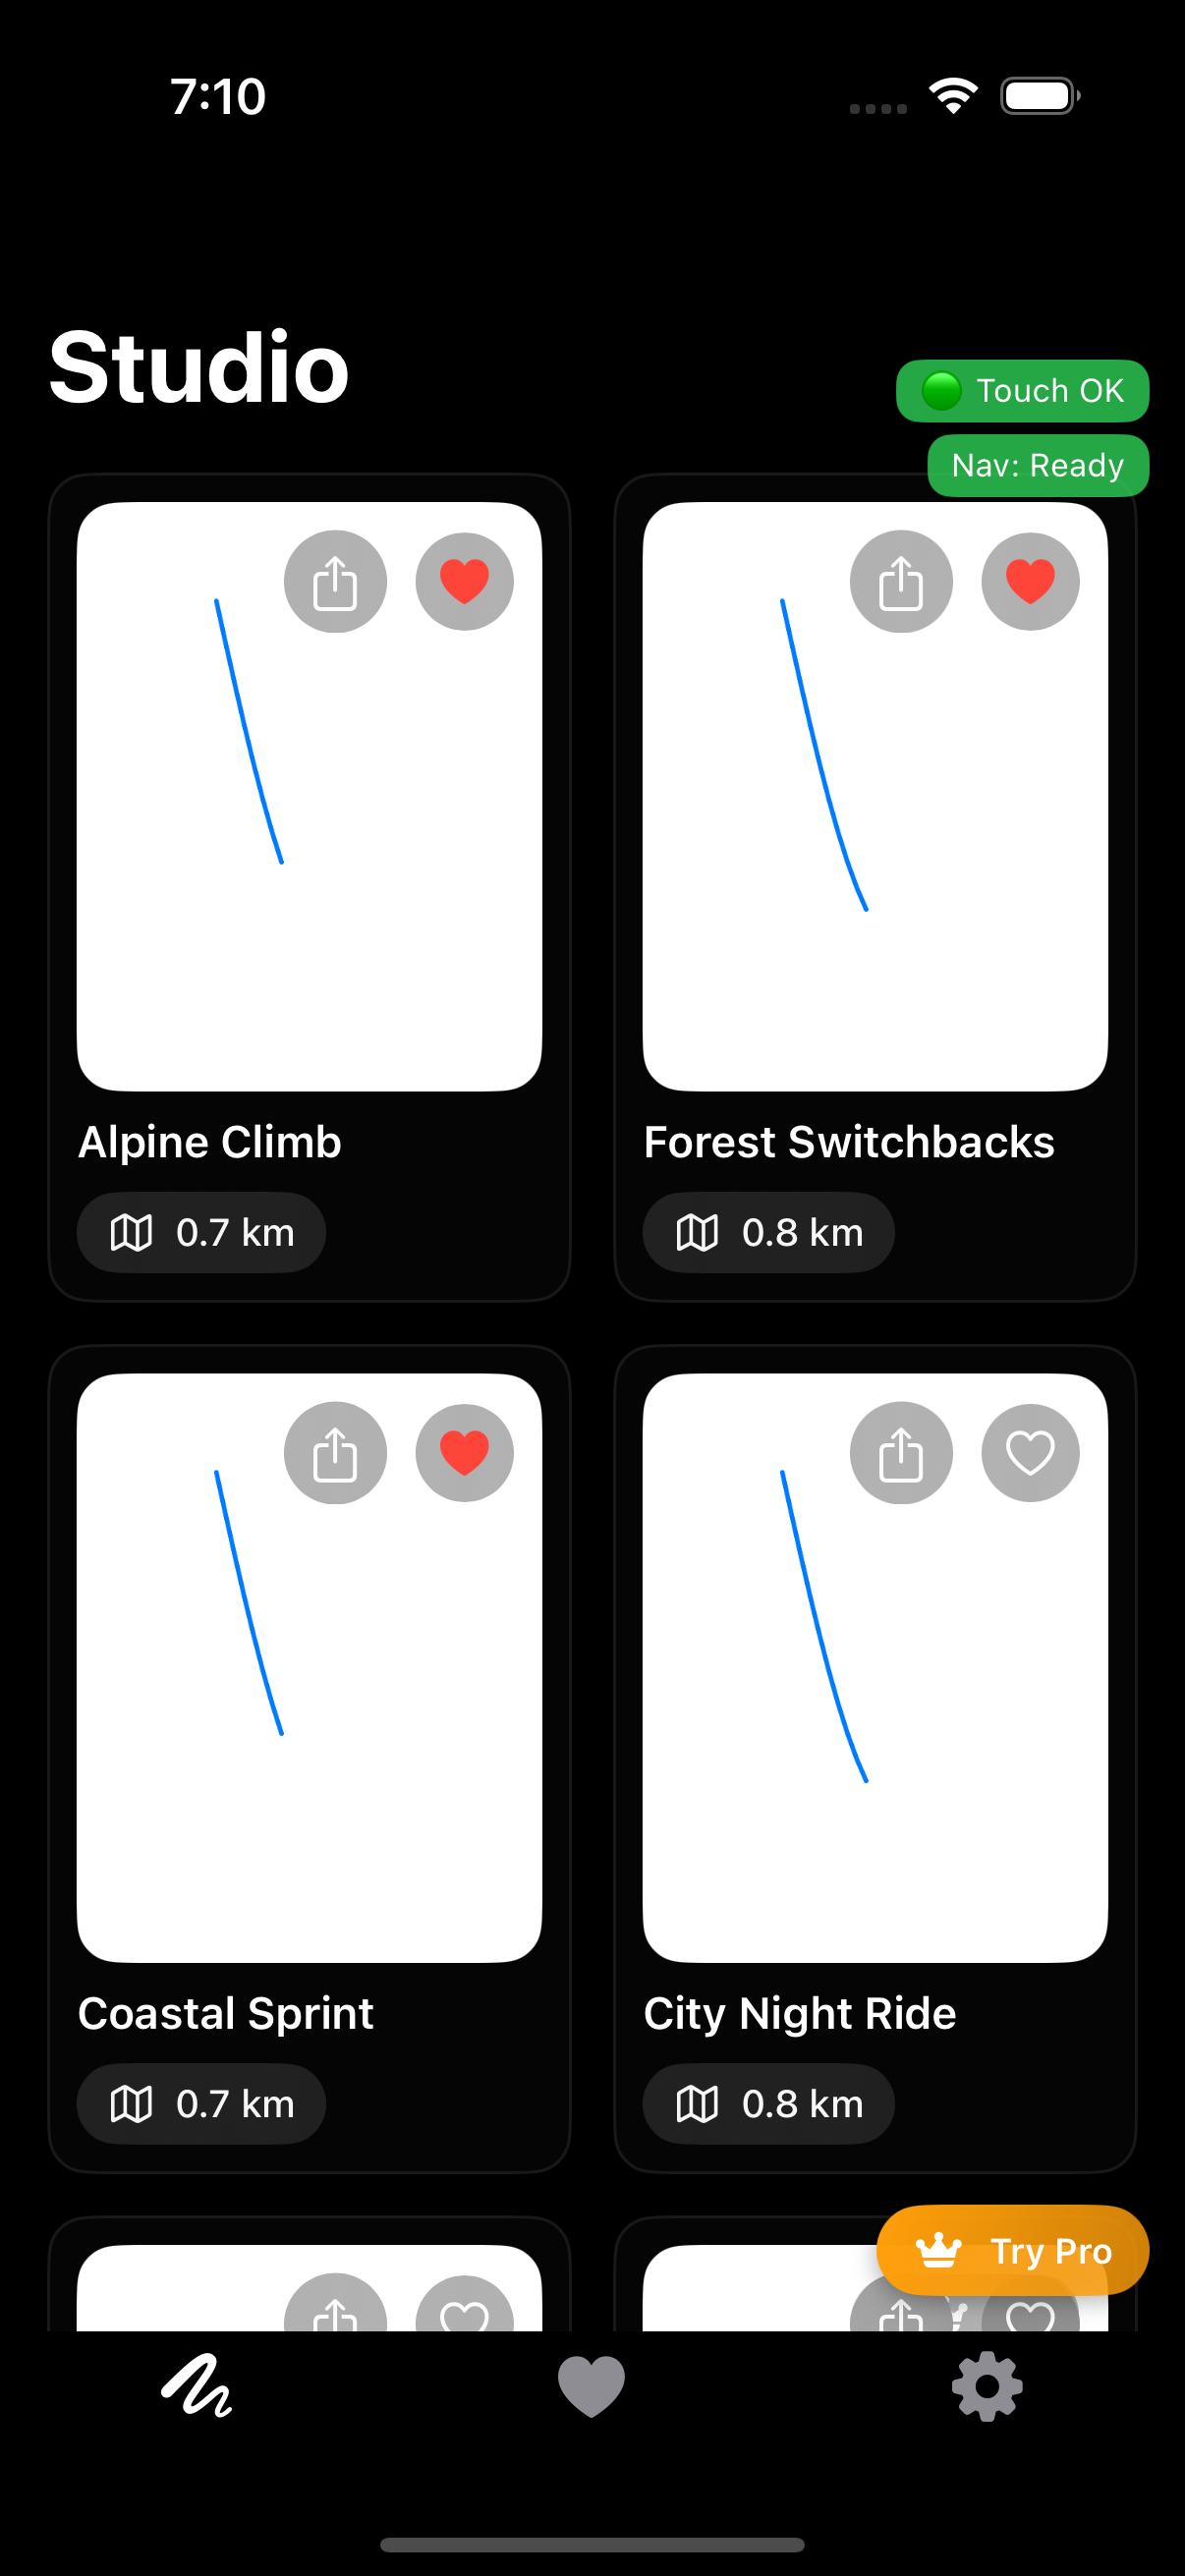 7:10
Studio
Touch OK
Nav: Ready
Alpine Climb
Forest Switchbacks
0.7 km
0.8 km
Coastal Sprint
City Night Ride
0.7 km
0.8 km
Try Pro